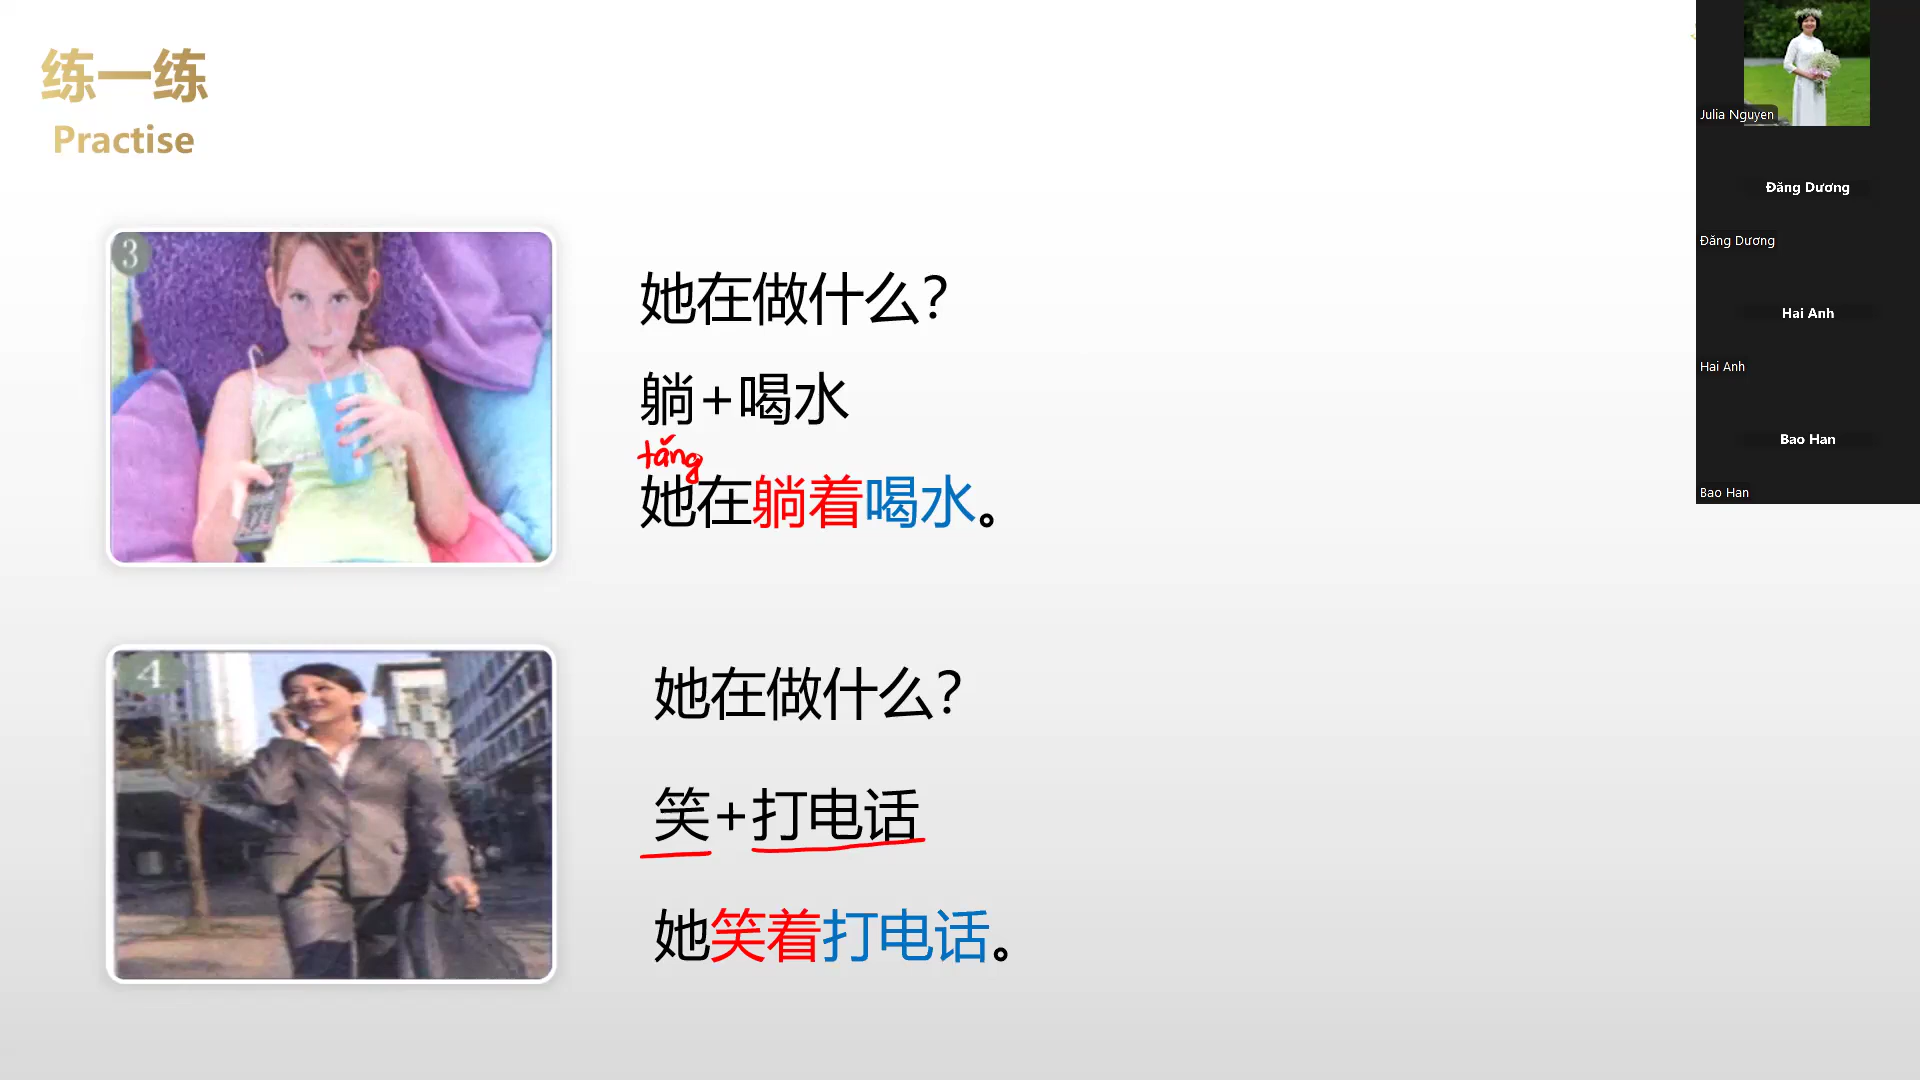 练一练
Practise
3
她在做什么？
躺+喝水
tǎng
她在躺着喝水。
4
她在做什么？
笑+打电话
她笑着打电话。
Julia Nguyen
Đăng Dương
Đăng Dương
Hai Anh
Hai Anh
Bao Han
Bao Han